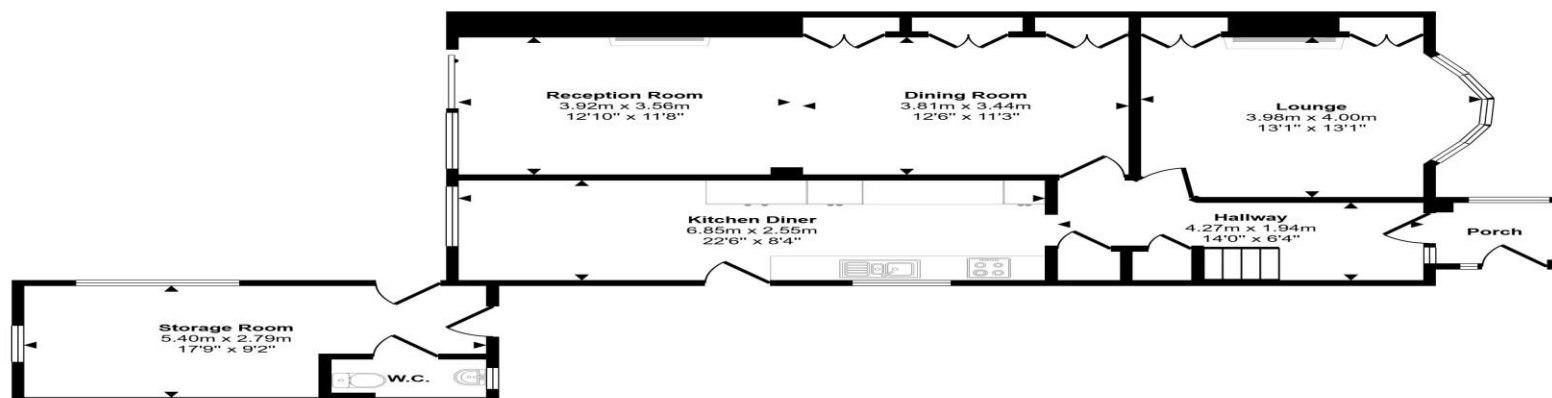 Reception Room
3.92m x 3.56m
12'10" x 11'8"
Dining Room
3.81m x 3.44m
12'6" x 11'3"
Lounge
3.98m x 4.00m
13'1" x 13'1"
Kitchen Diner
6.85m x 2.55m
22'6" x 8'4"
Hallway
4.27m x 1.94m
14'0" x 6'4"
Porch
Storage Room
5.40m x 2.79m
17'9" x 9'2"
W.C.